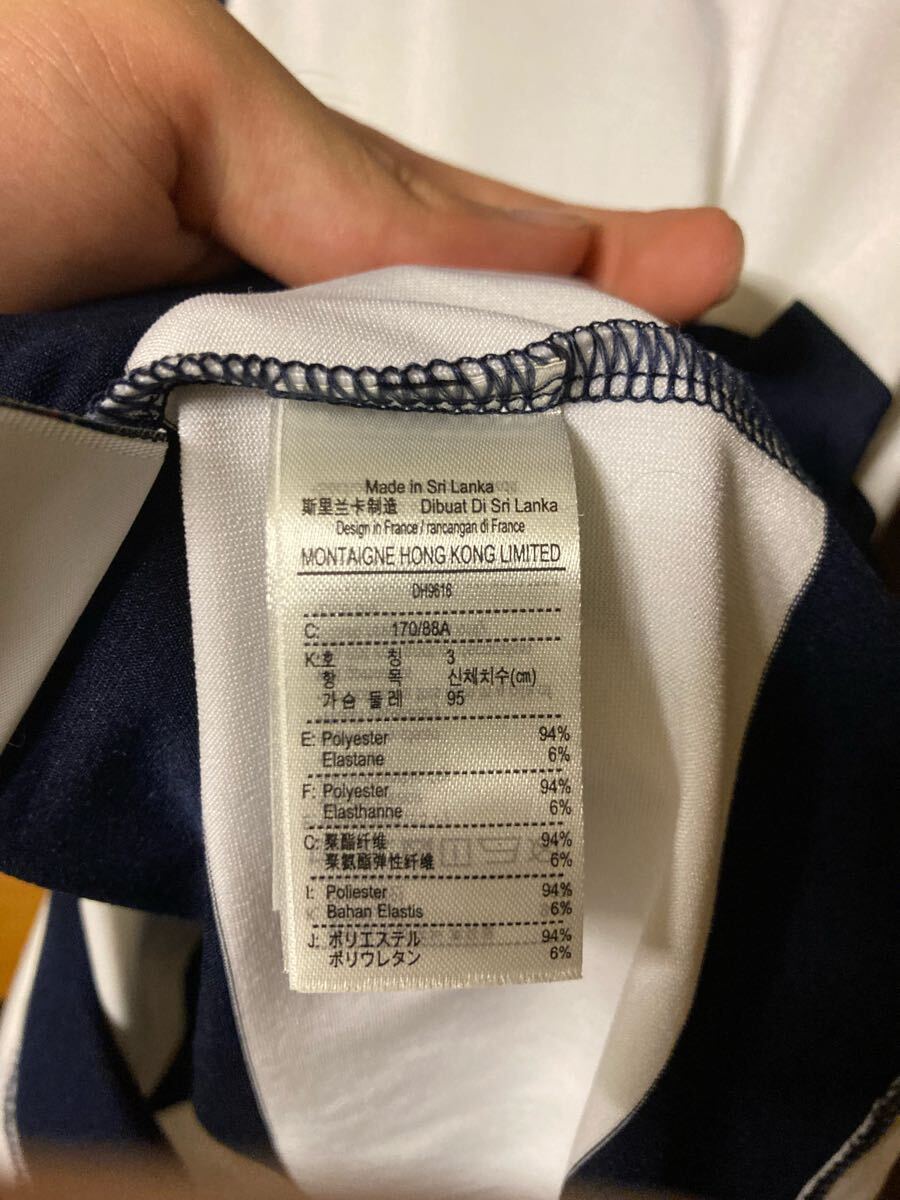 Made in Sri Lanka
斯里兰卡制造 Dibuat Di Sri Lanka
Design in France / rancangan di France
MONTAIGNE HONG KONG LIMITED
DH9616
C: 170/88A
K: 호 칭 3
항 목 신체치수(cm)
가슴 둘레 95
E: Polyester 94%
Elastane 6%
F: Polyester 94%
Elasthanne 6%
C: 聚酯纤维 94%
聚氨酯弹性纤维 6%
I: Poliester 94%
Bahan Elastis 6%
J: ポリエステル 94%
ポリウレタン 6%